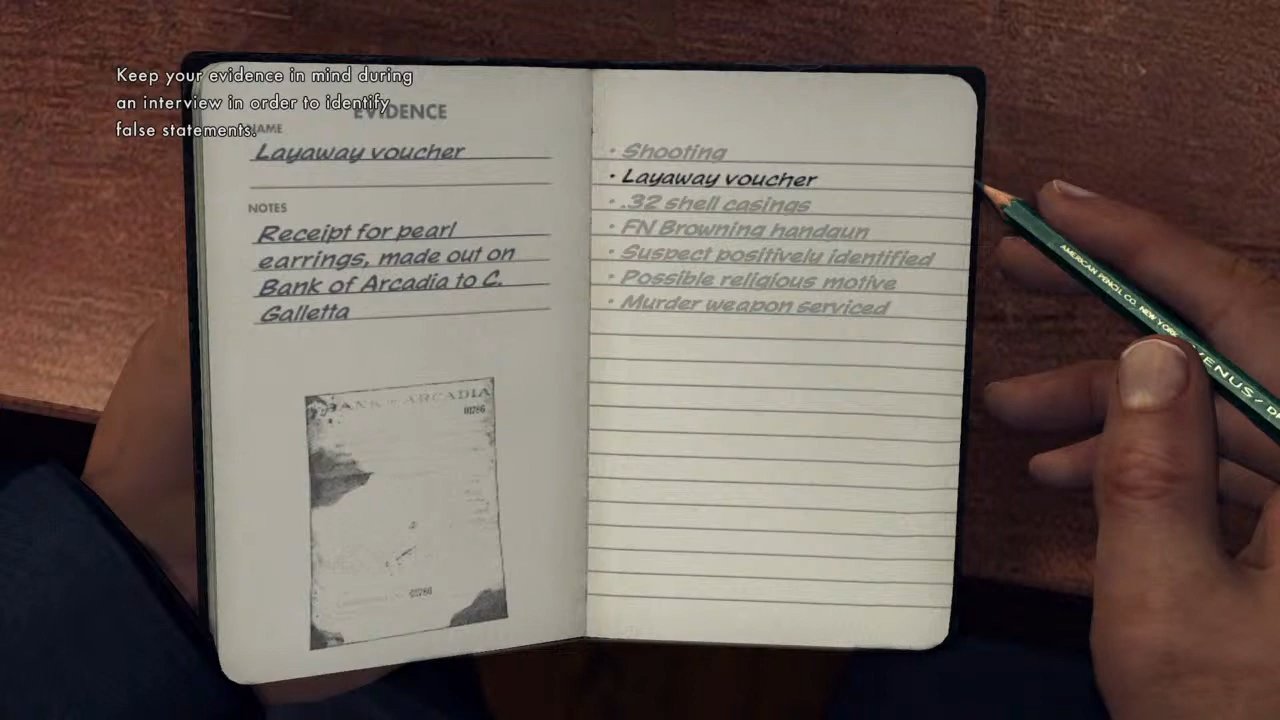 Keep your evidence in mind during
an interview in order to identify
false statements.
EVIDENCE
NAME
Layaway voucher
NOTES
Receipt for pearl
earrings, made out on
Bank of Arcadia to C.
Galletta
BANK OF ARCADIA
01786
01786
• Shooting
• Layaway voucher
• .32 shell casings
• FN Browning handgun
• Suspect positively identified
• Possible religious motive
• Murder weapon serviced
AMERICAN PENCIL CO. NEW YORK
VENUS